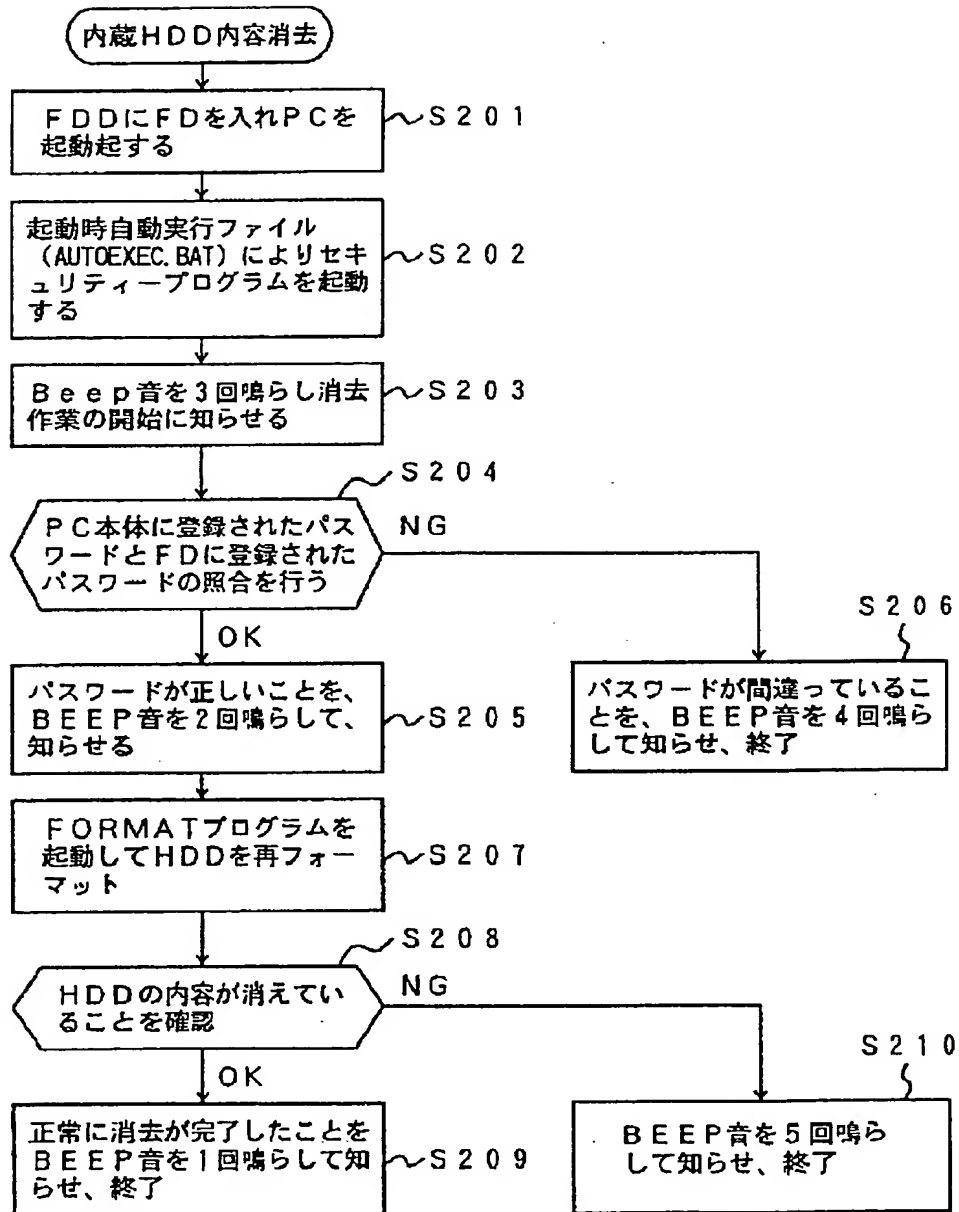 内蔵HDD内容消去
FDDにFDを入れPCを
起動起する
S201
起動時自動実行ファイル
(AUTOEXEC.BAT)によりセキ
ュリティープログラムを起動
する
S202
Beep音を3回鳴らし消去
作業の開始に知らせる
S203
S204
PC本体に登録されたパス
ワードとFDに登録された
パスワードの照合を行う
NG
OK
S206
パスワードが正しいことを、
BEEP音を2回鳴らして、
知らせる
S205
パスワードが間違っているこ
とを、BEEP音を4回鳴ら
して知らせ、終了
FORMATプログラムを
起動してHDDを再フォー
マット
S207
S208
HDDの内容が消えてい
ることを確認
NG
OK
S210
正常に消去が完了したことを
BEEP音を1回鳴らして知
らせ、終了
S209
BEEP音を5回鳴ら
して知らせ、終了